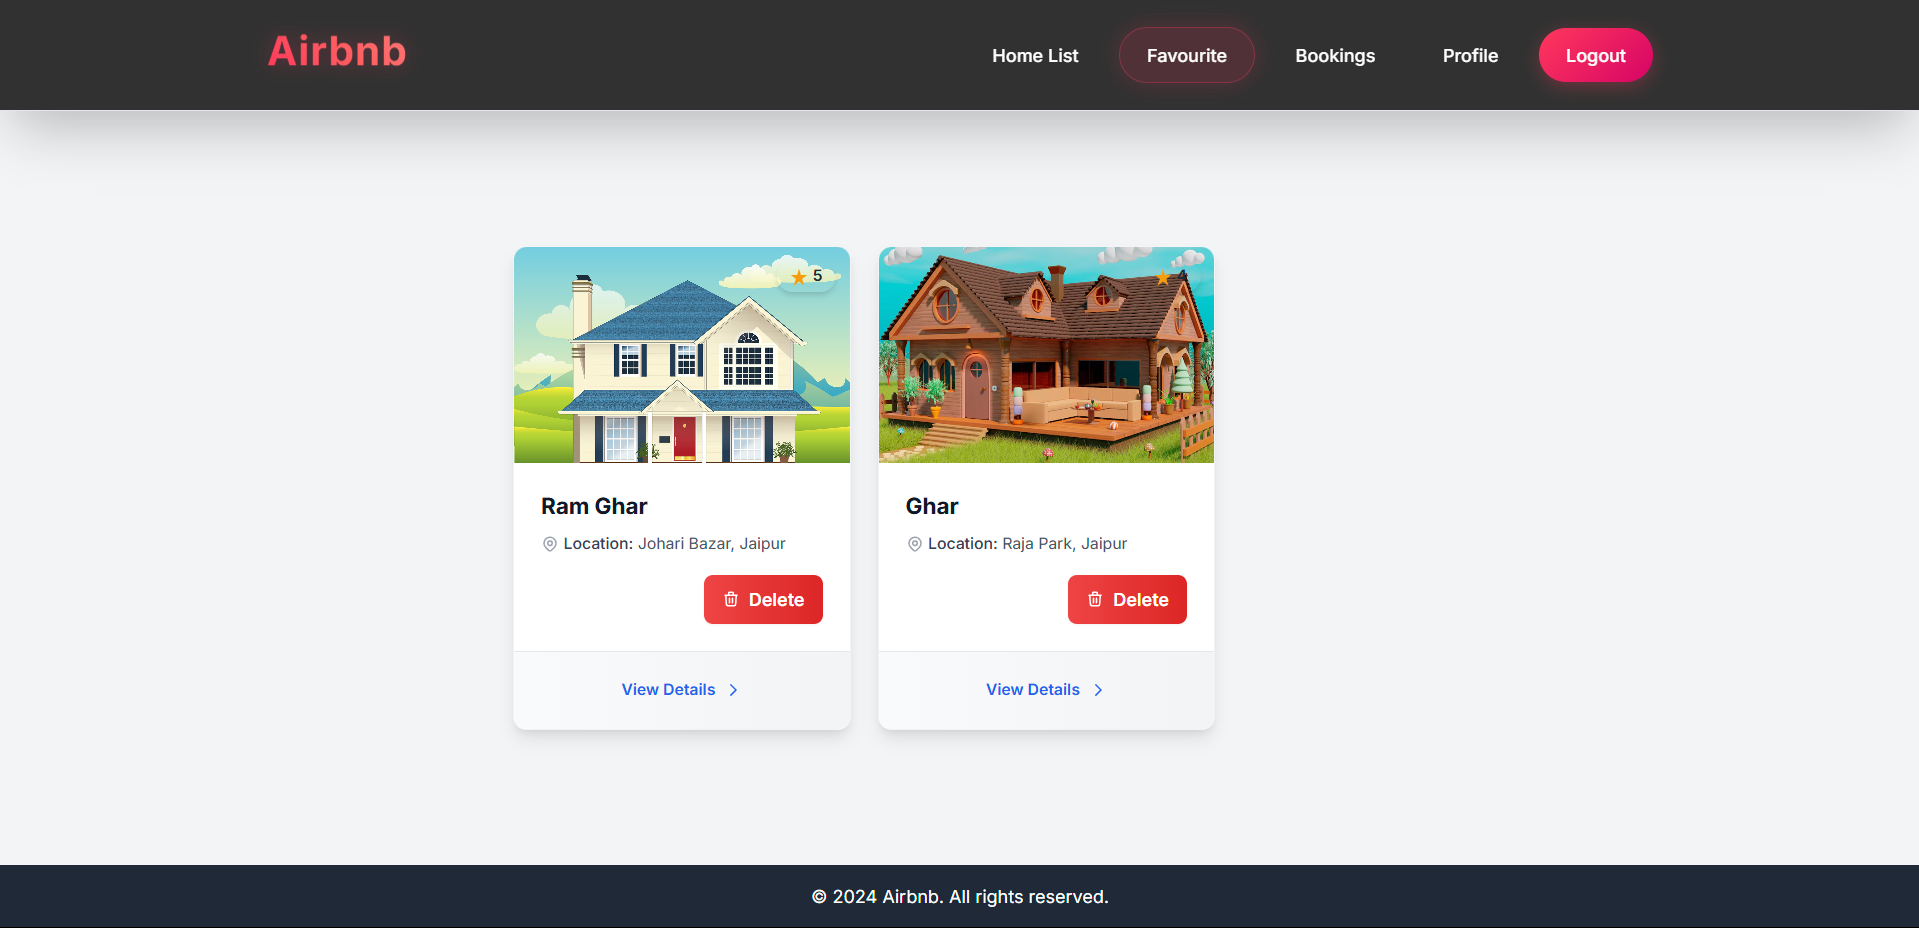 Airbnb
Home List
Favourite
Bookings
Profile
Logout
5
Ram Ghar
Location: Johari Bazar, Jaipur
Delete
View Details
Ghar
Location: Raja Park, Jaipur
Delete
View Details
© 2024 Airbnb. All rights reserved.